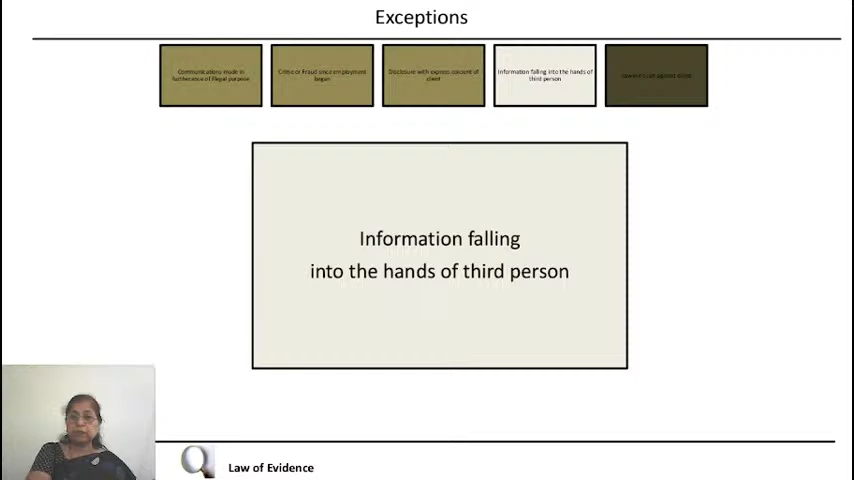 Exceptions
Communications made in
furtherance of illegal purpose
Crime or Fraud since employment
began
Disclosure with express consent of
client
Information falling into the hands of
third person
Information falling
into the hands of third person
Law of Evidence